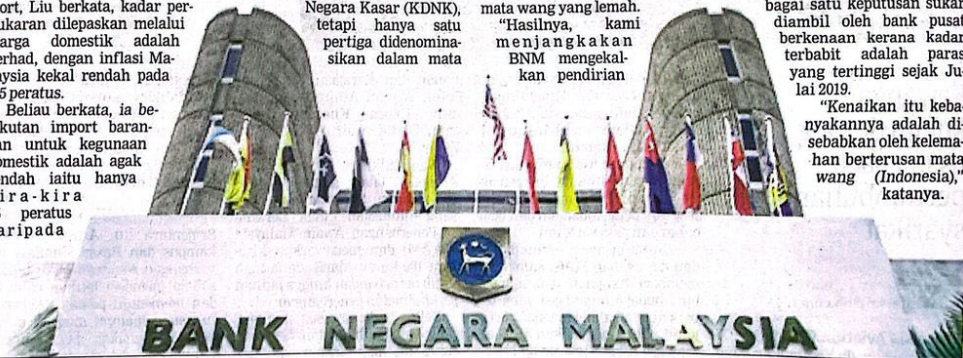 ort, Liu berkata, kadar per-
ukaran dilepaskan melalui
arga domestik adalah
erhad, dengan inflasi Ma-
aysia kekal rendah pada
5 peratus.
Beliau berkata, ia be-
kutan import baran-
an untuk kegunaan
omestik adalah agak
endah iaitu hanya
ira-kira
peratus
aripada
Negara Kasar (KDNK),
tetapi hanya satu
pertiga didenomina-
sikan dalam mata
mata wang yang lemah.
“Hasilnya, kami
menjangkakan
BNM mengekal-
kan pendirian
bagai satu keputusan sukar
diambil oleh bank pusat
berkenaan kerana kadar
terbabit adalah paras
yang tertinggi sejak Ju-
lai 2019.
“Kenaikan itu keba-
nyakannya adalah di-
sebabkan oleh kelema-
han berterusan mata
wang (Indonesia),”
katanya.
BANK NEGARA MALAYSIA